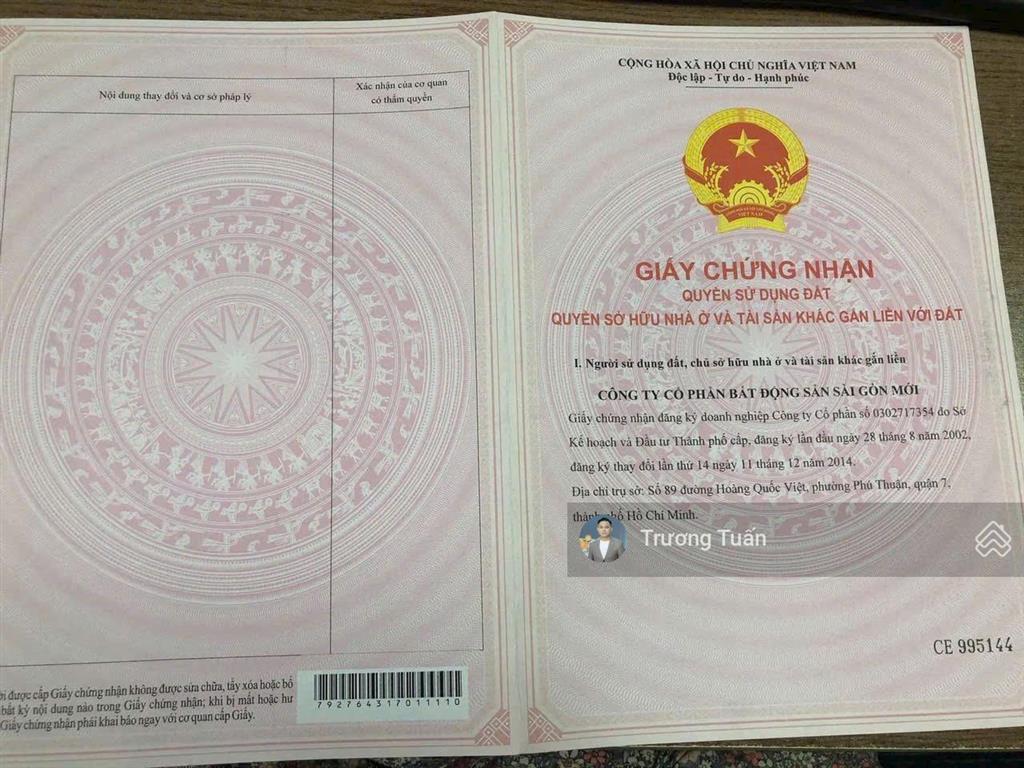 Nội dung thay đổi và cơ sở pháp lý
Xác nhận của cơ quan
có thẩm quyền
được cấp Giấy chứng nhận không được sửa chữa, tẩy xóa hoặc bổ
bất kỳ nội dung nào trong Giấy chứng nhận; khi bị mất hoặc hư
Giấy chứng nhận phải khai báo ngay với cơ quan cấp Giấy.
792764317011110
CỘNG HÒA XÃ HỘI CHỦ NGHĨA VIỆT NAM
Độc lập - Tự do - Hạnh phúc
VIỆT NAM
GIẤY CHỨNG NHẬN
QUYỀN SỬ DỤNG ĐẤT
QUYỀN SỞ HỮU NHÀ Ở VÀ TÀI SẢN KHÁC GẮN LIỀN VỚI ĐẤT
I. Người sử dụng đất, chủ sở hữu nhà ở và tài sản khác gắn liền
CÔNG TY CỔ PHẦN BẤT ĐỘNG SẢN SÀI GÒN MỚI
Giấy chứng nhận đăng ký doanh nghiệp Công ty Cổ phần số 0302717354 do Sở
Kế hoạch và Đầu tư Thành phố cấp, đăng ký lần đầu ngày 28 tháng 8 năm 2002,
đăng ký thay đổi lần thứ 14 ngày 11 tháng 12 năm 2014.
Địa chỉ trụ sở: Số 89 đường Hoàng Quốc Việt, phường Phú Thuận, quận 7,
thành phố Hồ Chí Minh.
Trương Tuấn
CE 995144